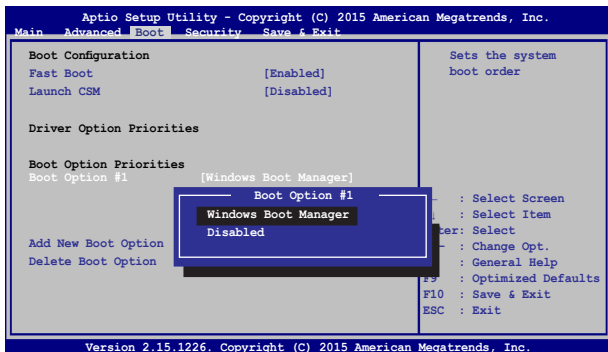 Aptio Setup Utility - Copyright (C) 2015 American Megatrends, Inc.
Main Advanced Boot Security Save & Exit
Boot Configuration
Fast Boot [Enabled]
Launch CSM [Disabled]
Driver Option Priorities
Boot Option Priorities
Boot Option #1 [Windows Boot Manager]
Add New Boot Option
Delete Boot Option
Boot Option #1
Windows Boot Manager
Disabled
Sets the system
boot order
: Select Screen
: Select Item
: Select
: Change Opt.
: General Help
F9 : Optimized Defaults
F10 : Save & Exit
ESC : Exit
Version 2.15.1226. Copyright (C) 2015 American Megatrends, Inc.